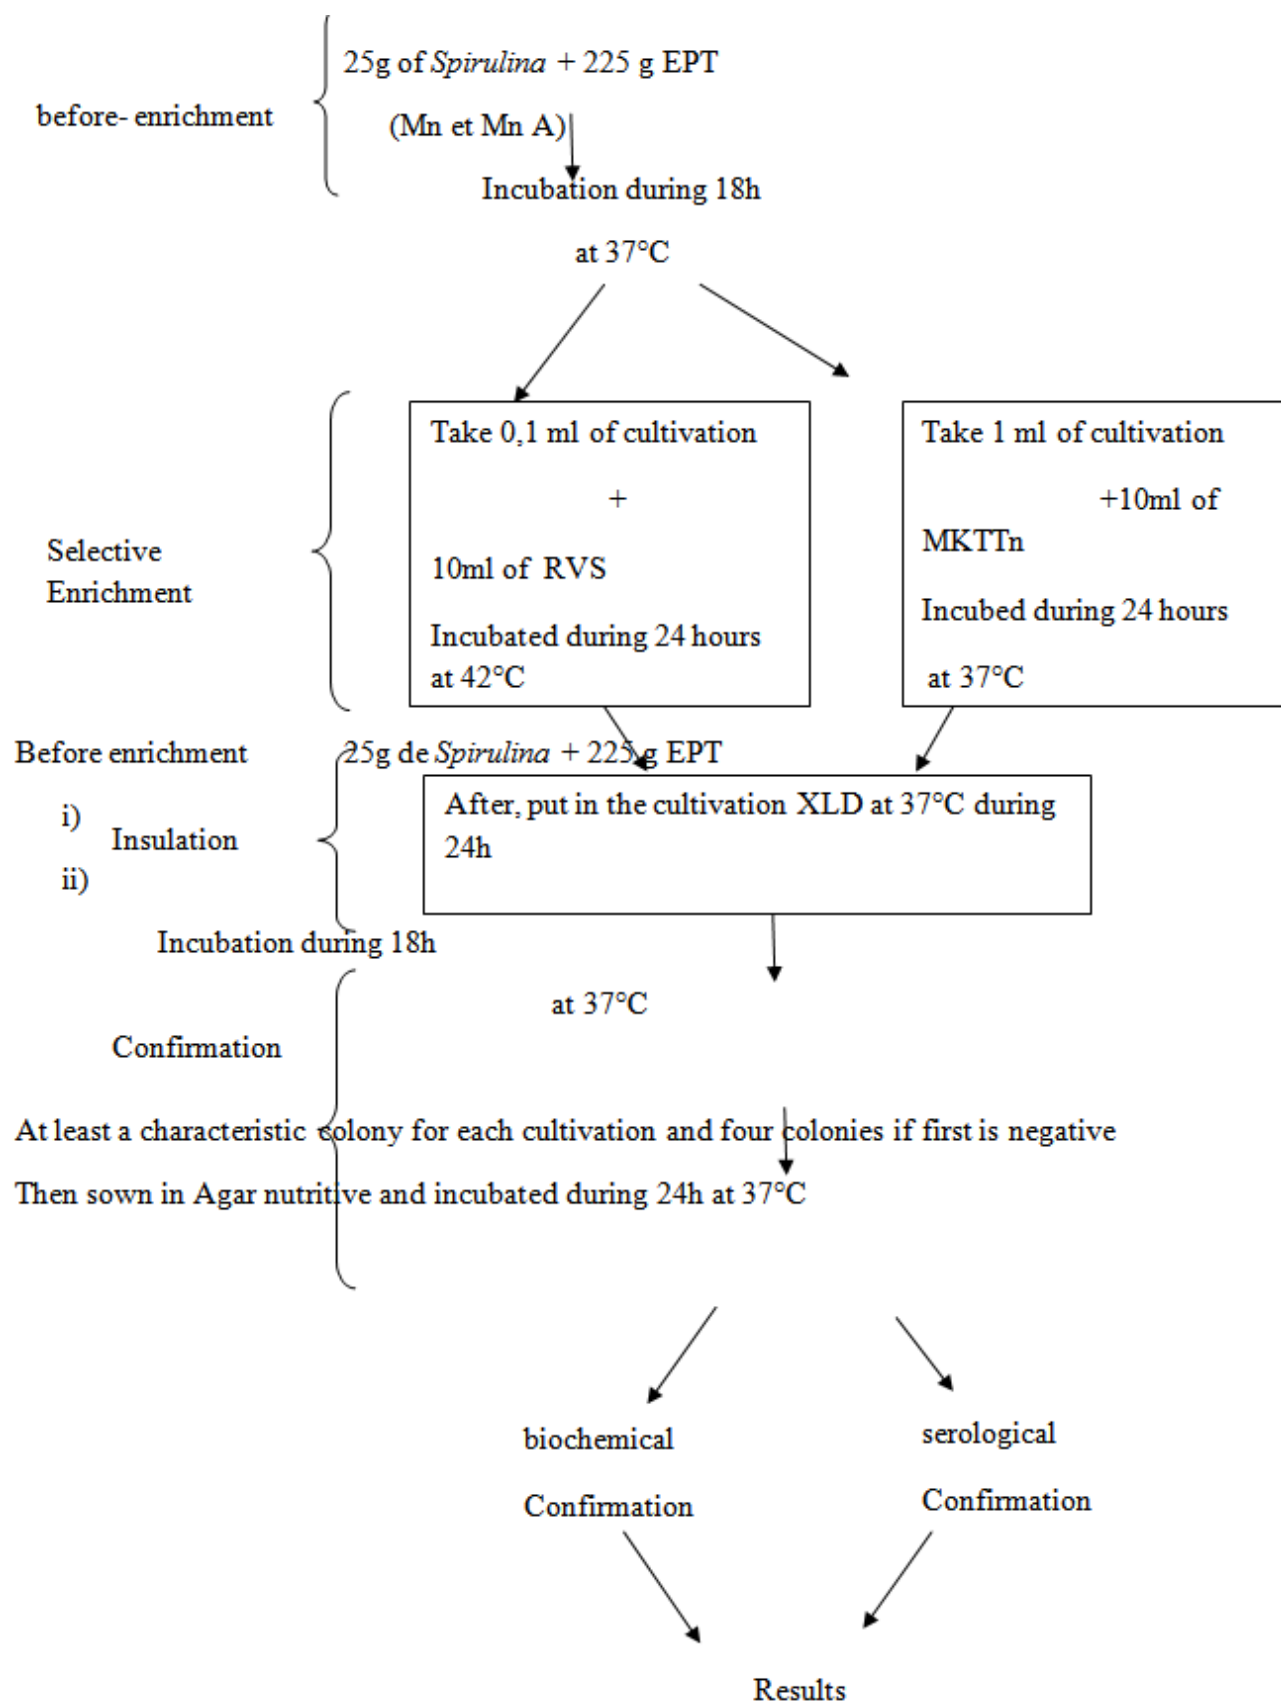 25g of Spirulina + 225 g EPT
before- enrichment
(Mn et Mn A)
Incubation during 18h
at 37°C
Take 0,1 ml of cultivation
+
10ml of RVS
Incubated during 24 hours
at 42°C
Take 1 ml of cultivation
+10ml of
MKTTn
Incubed during 24 hours
at 37°C
Selective
Enrichment
Before enrichment 25g de Spirulina + 225 g EPT
After, put in the cultivation XLD at 37°C during
24h
i)
Insulation
ii)
Incubation during 18h
at 37°C
Confirmation
At least a characteristic colony for each cultivation and four colonies if first is negative
Then sown in Agar nutritive and incubated during 24h at 37°C
biochemical
Confirmation
serological
Confirmation
Results